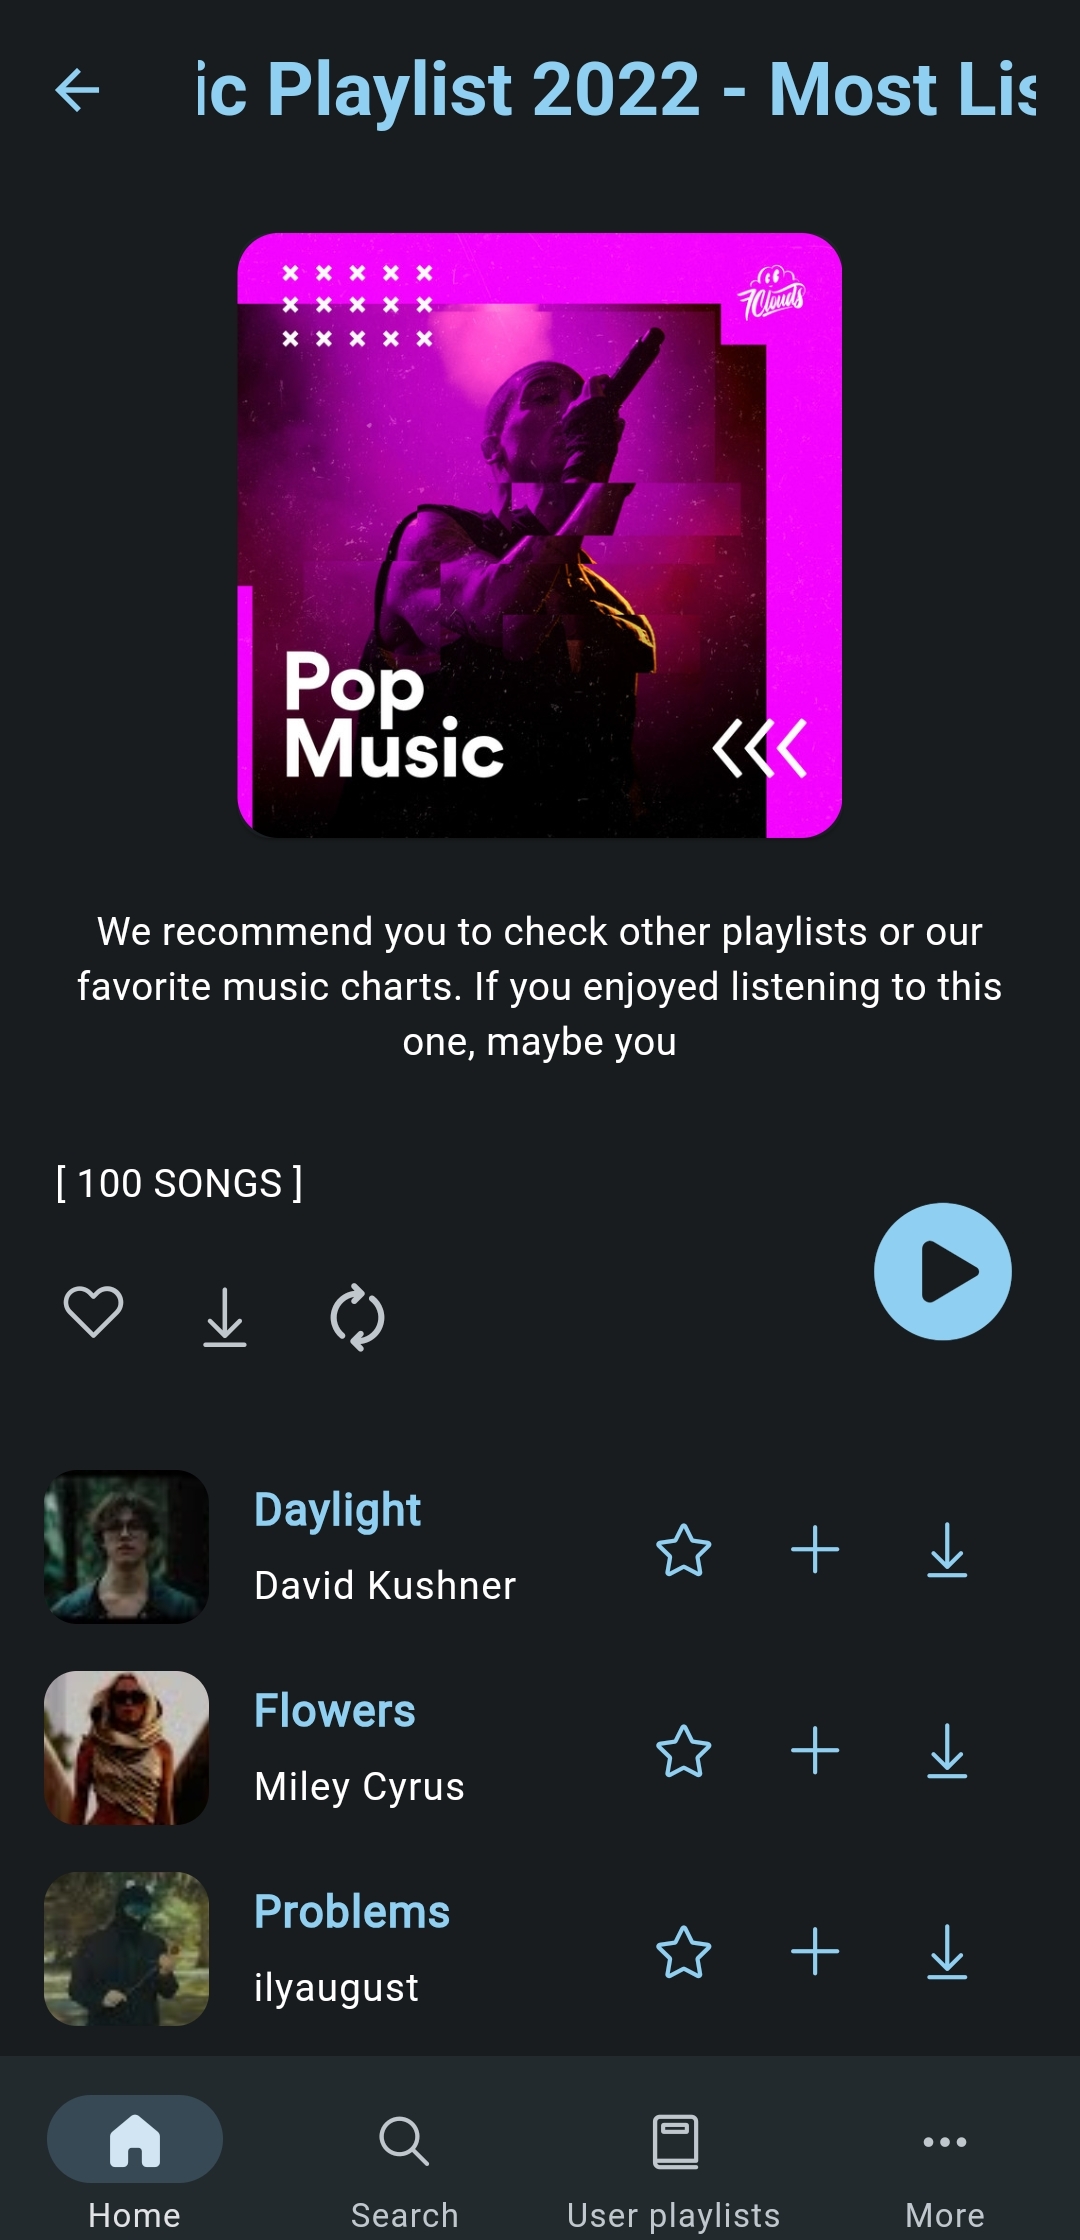 ic Playlist 2022 - Most Lis
7Clouds
Pop
Music
We recommend you to check other playlists or our
favorite music charts. If you enjoyed listening to this
one, maybe you
[ 100 SONGS ]
Daylight
David Kushner
Flowers
Miley Cyrus
Problems
ilyaugust
Home
Search
User playlists
More